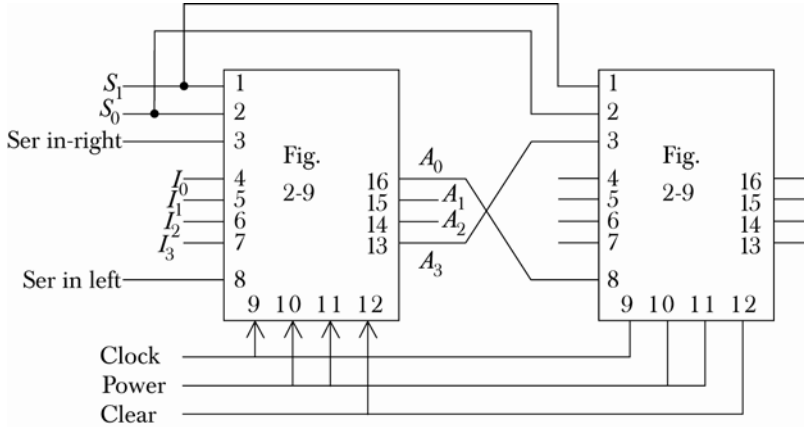 S1
S0
Ser in-right
I0
I1
I2
I3
Ser in left
1
2
3
4
5
6
7
8
Fig.
2-9
16
15
14
13
9 10 11 12
A0
A1
A2
A3
1
2
3
4
5
6
7
8
Fig.
2-9
16
15
14
13
9 10 11 12
Clock
Power
Clear